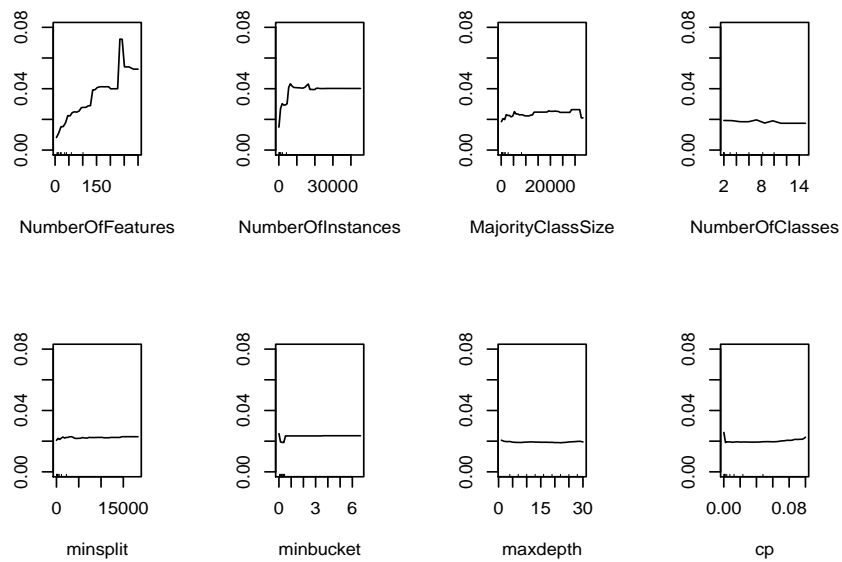 0.00 0.04 0.08
0 150
NumberOfFeatures
0.00 0.04 0.08
0 30000
NumberOfInstances
0.00 0.04 0.08
0 20000
MajorityClassSize
0.00 0.04 0.08
2 8 14
NumberOfClasses
0.00 0.04 0.08
0 15000
minsplit
0.00 0.04 0.08
0 3 6
minbucket
0.00 0.04 0.08
0 15 30
maxdepth
0.00 0.04 0.08
0.00 0.08
cp